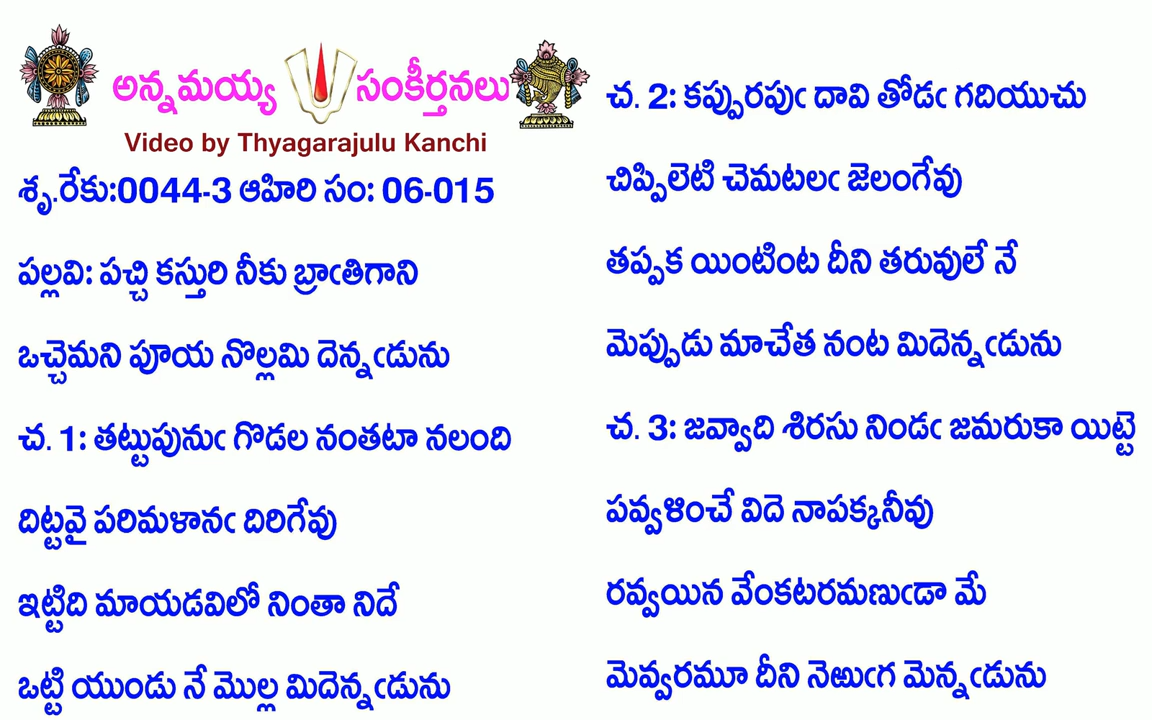 అన్నమయ్య సంకీర్తనలు
Video by Thyagarajulu Kanchi
శృ.రేకు:0044-3 ఆహిరి సం: 06-015
పల్లవి: పచ్చి కస్తురి నీకు బ్రాఁతిగాని
ఒచ్చెమని పూయ నొల్లమి దెన్నఁడును
చ. 1: తట్టుపునుఁ గొడల నంతటా నలంది
దిట్టవై పరిమళానఁ దిరిగేవు
ఇట్టిది మాయడవిలో నింతా నిదే
ఒట్టి యుండు నే మొల్ల మిదెన్నఁడును
చ. 2: కప్పురపుఁ దావి తోడఁ గదియుచు
చిప్పిలెటి చెమటలఁ జెలంగేవు
తప్పక యింటింట దీని తరువులే నే
మెప్పుడు మాచేత నంట మిదెన్నఁడును
చ. 3: జవ్వాది శిరసు నిండఁ జమరుకా యిట్టె
పవ్వళించే విదె నాపక్కనీవు
రవ్వయిన వేంకటరమణుఁడా మే
మెవ్వరమూ దీని నెఱుఁగ మెన్నఁడును